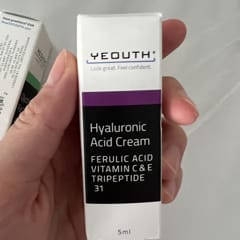 YEOUTH®
Look great. Feel confident.
Hyaluronic
Acid Cream
FERULIC ACID
VITAMIN C & E
TRIPEPTIDE
31
5ml